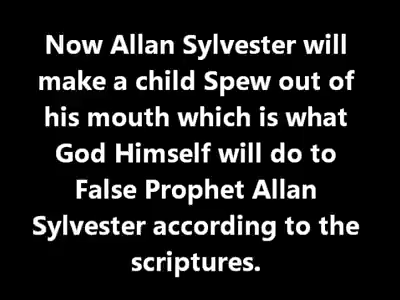 Now Allan Sylvester will
make a child Spew out of
his mouth which is what
God Himself will do to
False Prophet Allan
Sylvester according to the
scriptures.